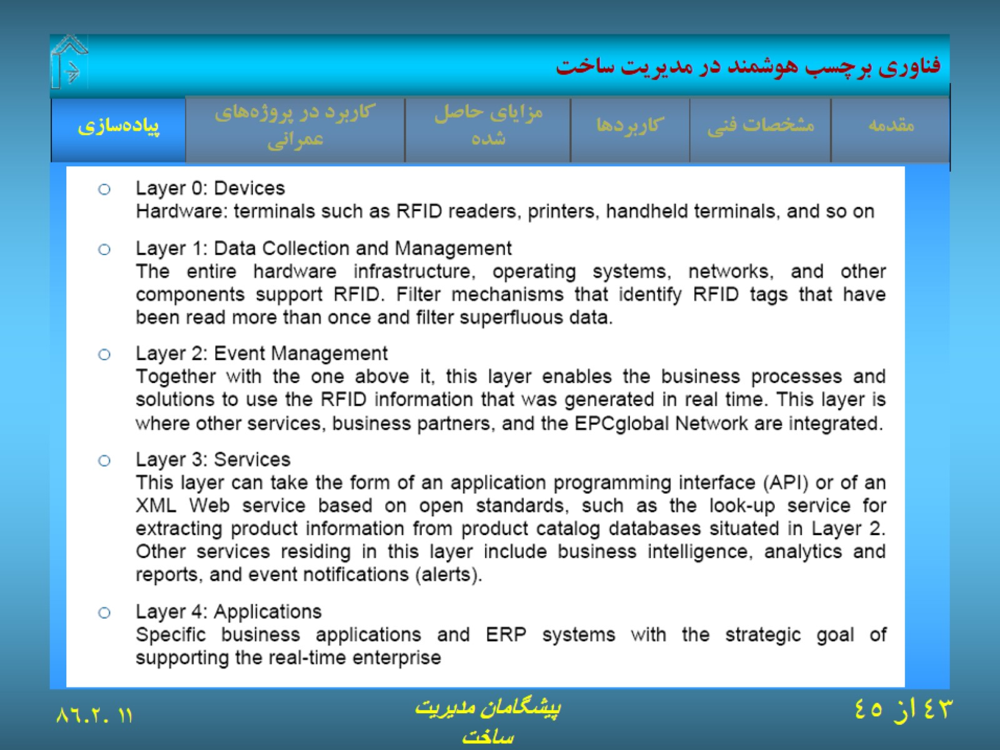 فناوری برچسب هوشمند در مدیریت ساخت
مقدمه
مشخصات فنی
کاربردها
مزایای حاصل
شده
کاربرد در پروژه‌های
عمرانی
پیاده‌سازی
Layer 0: Devices
Hardware: terminals such as RFID readers, printers, handheld terminals, and so on
Layer 1: Data Collection and Management
The entire hardware infrastructure, operating systems, networks, and other
components support RFID. Filter mechanisms that identify RFID tags that have
been read more than once and filter superfluous data.
Layer 2: Event Management
Together with the one above it, this layer enables the business processes and
solutions to use the RFID information that was generated in real time. This layer is
where other services, business partners, and the EPCglobal Network are integrated.
Layer 3: Services
This layer can take the form of an application programming interface (API) or of an
XML Web service based on open standards, such as the look-up service for
extracting product information from product catalog databases situated in Layer 2.
Other services residing in this layer include business intelligence, analytics and
reports, and event notifications (alerts).
Layer 4: Applications
Specific business applications and ERP systems with the strategic goal of
supporting the real-time enterprise
٤٣ از ٤٥
پیشگامان مدیریت
ساخت
٨٦.٢. ١١